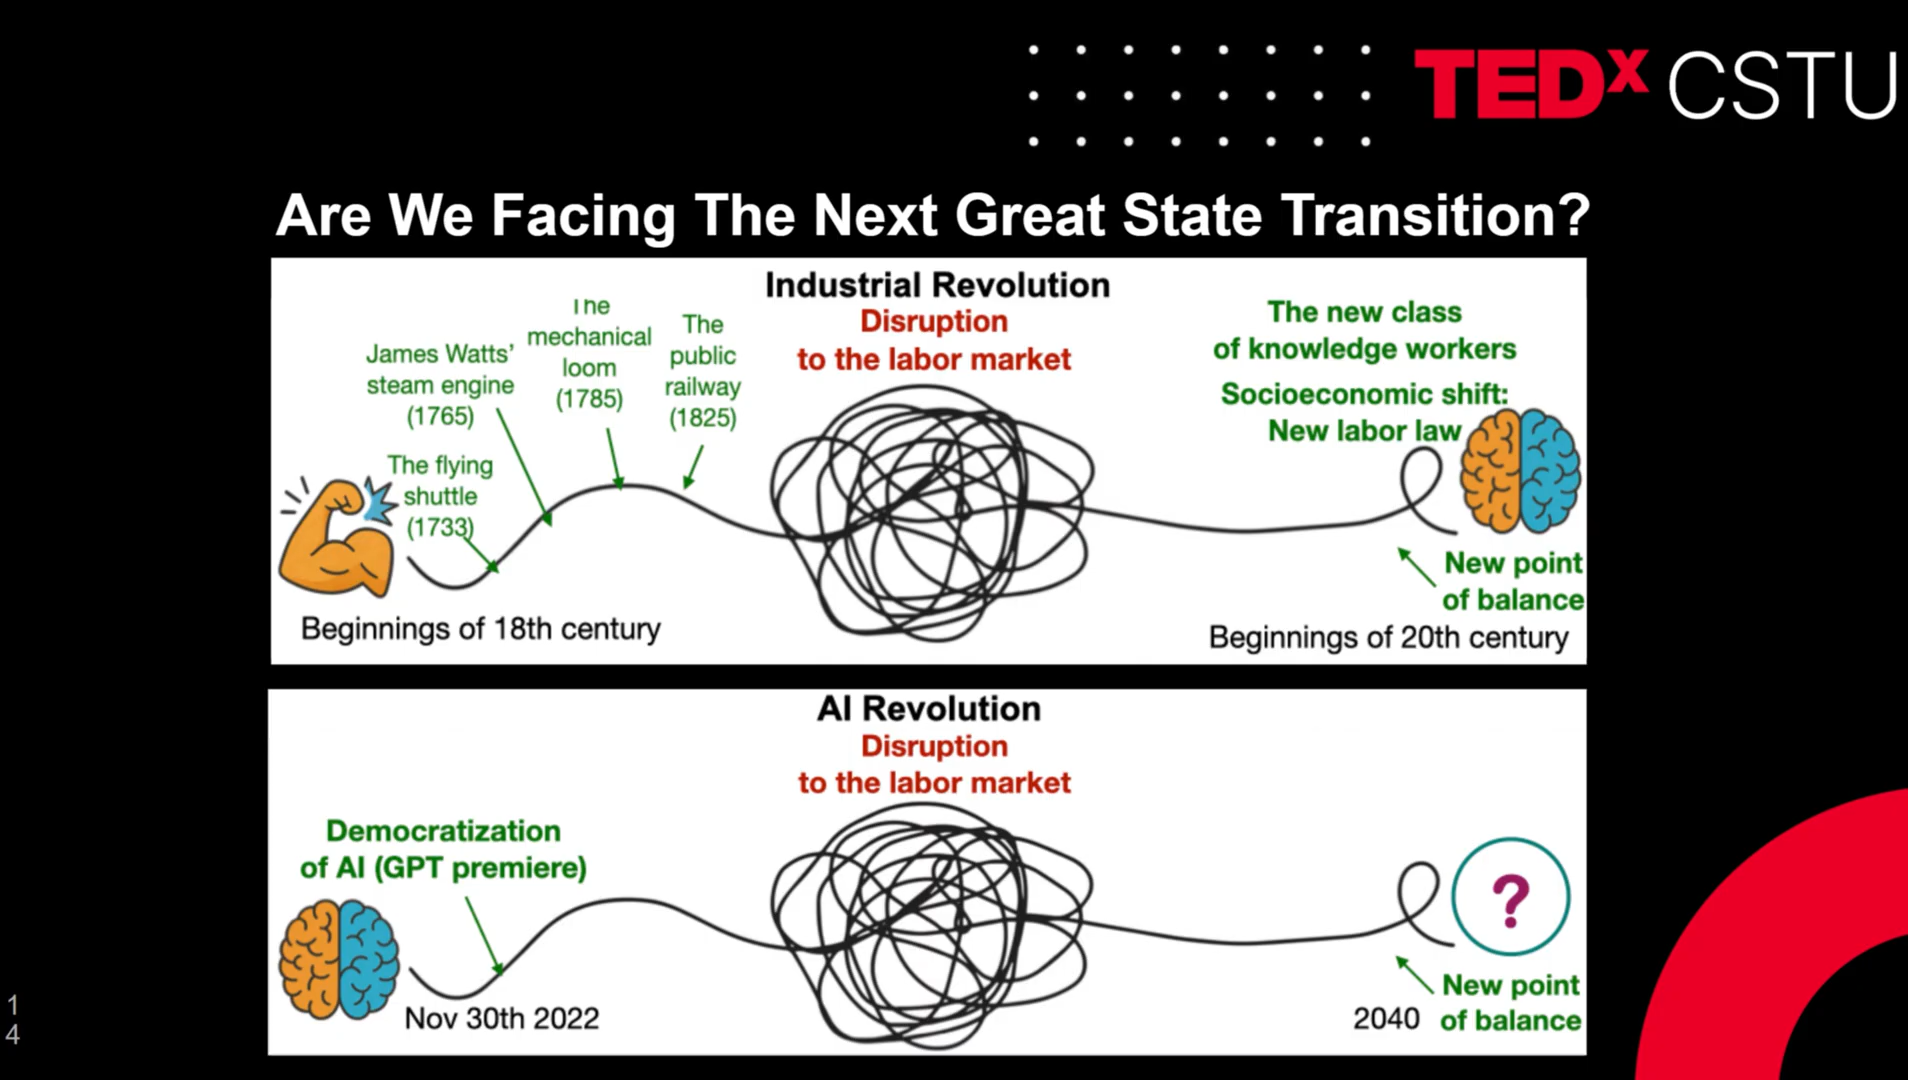 TEDx CSTU
Are We Facing The Next Great State Transition?
Industrial Revolution
Disruption
to the labor market
The
mechanical
loom
(1785)
The
public
railway
(1825)
James Watts’
steam engine
(1765)
The flying
shuttle
(1733)
The new class
of knowledge workers
Socioeconomic shift:
New labor law
New point
of balance
Beginnings of 18th century
Beginnings of 20th century
AI Revolution
Disruption
to the labor market
Democratization
of AI (GPT premiere)
?
Nov 30th 2022
2040
New point
of balance
1
4